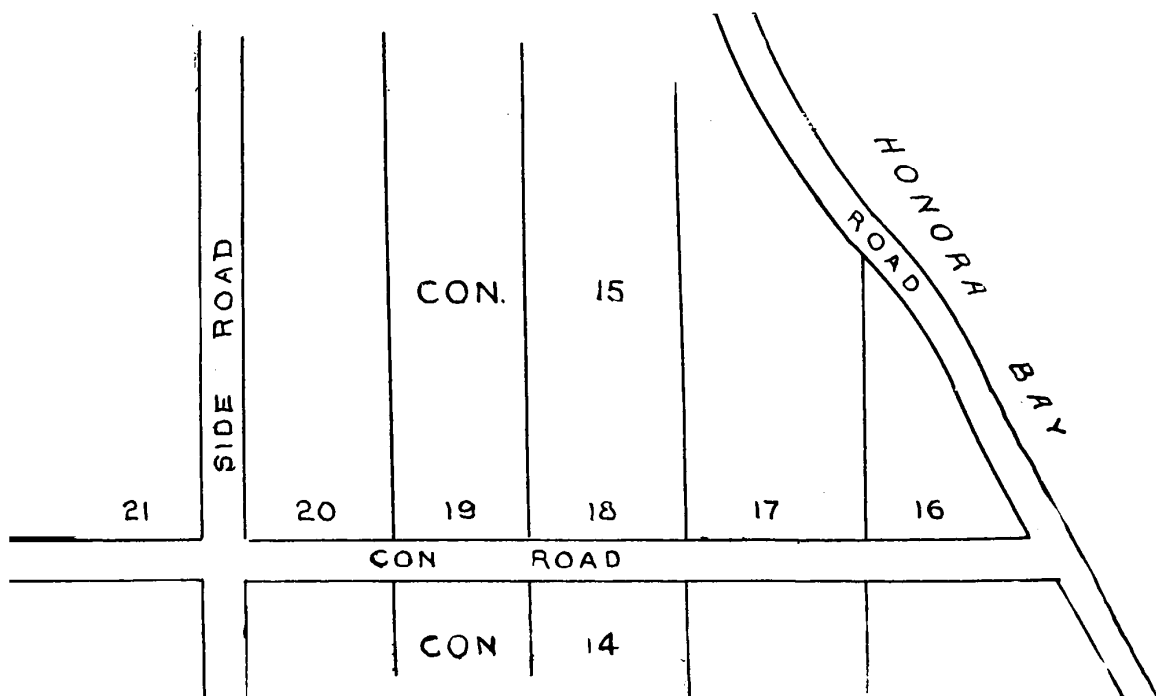 HONORA BAY
ROAD
SIDE ROAD
CON. 15
21 20 19 18 17 16
CON ROAD
CON 14